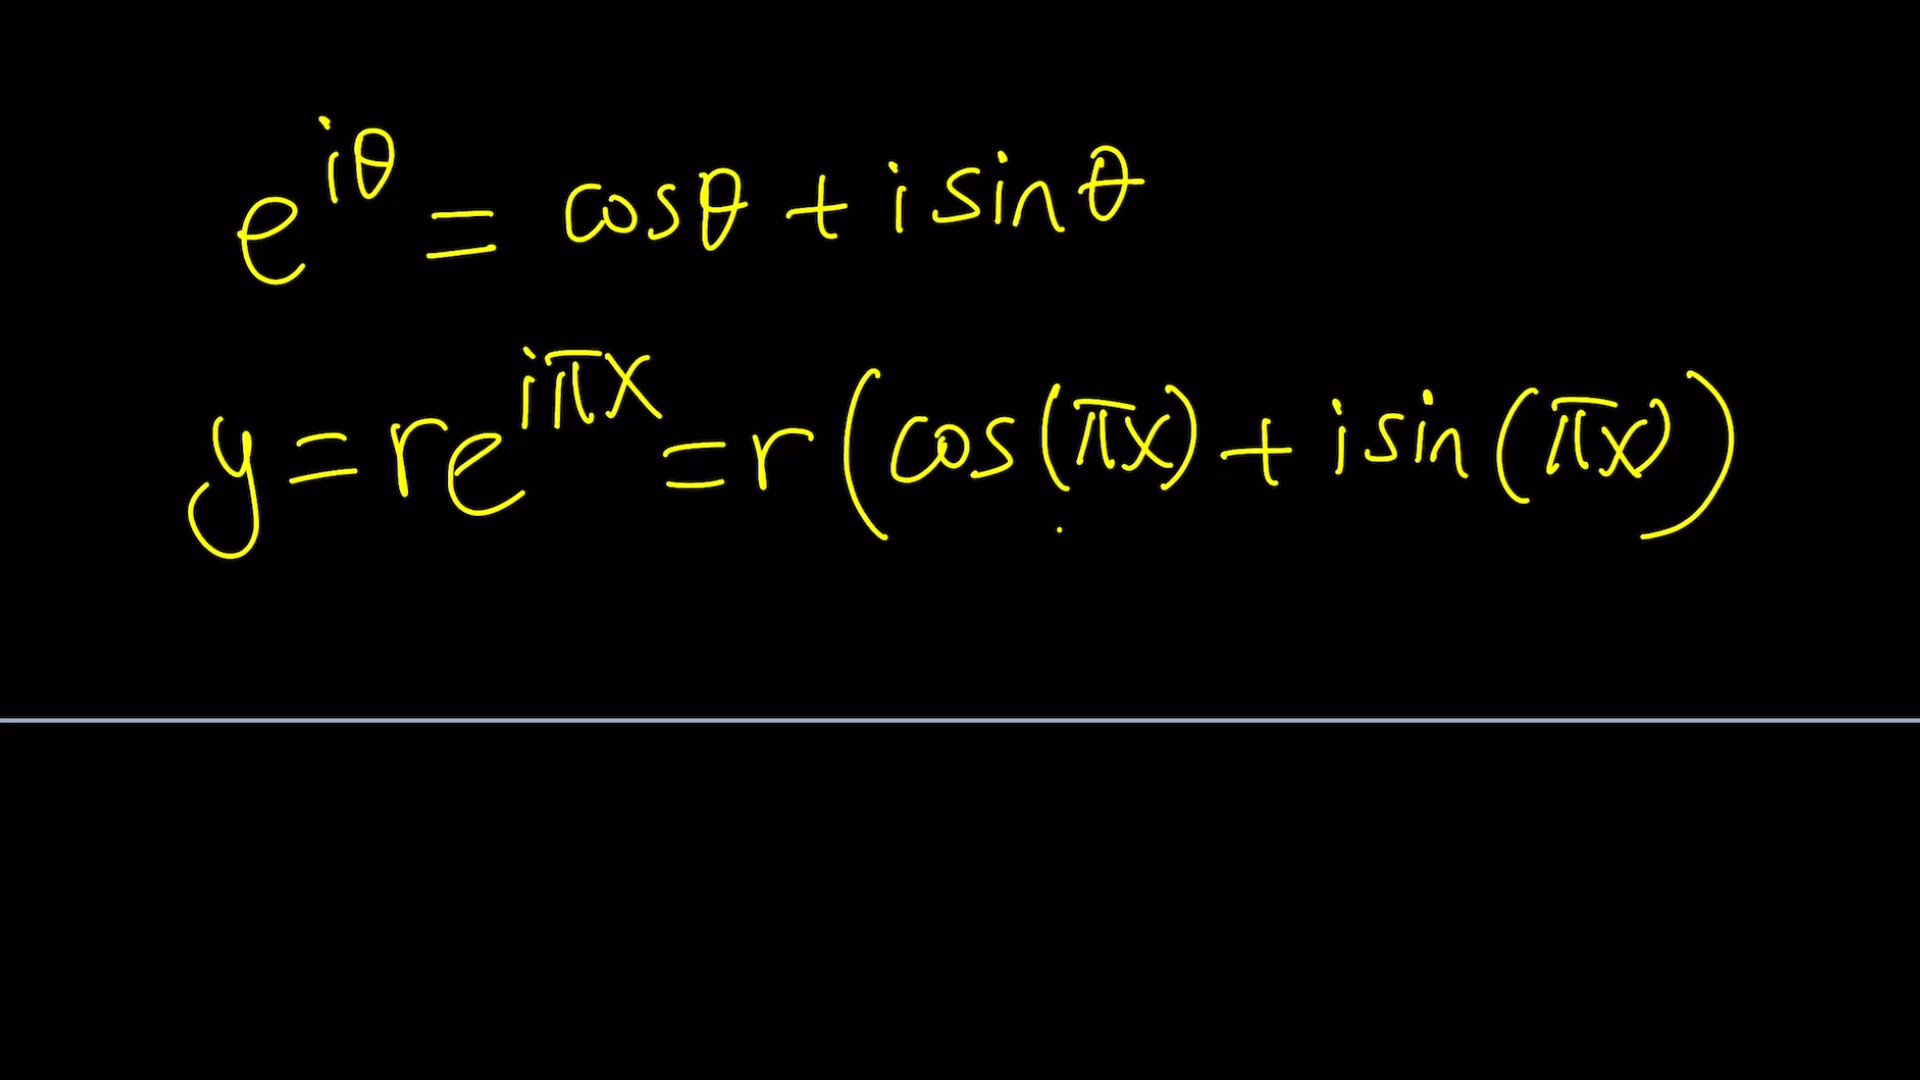 e^{iθ} = cosθ + i sinθ
y = re^{iπx} = r(cos(πx) + i sin(πx))